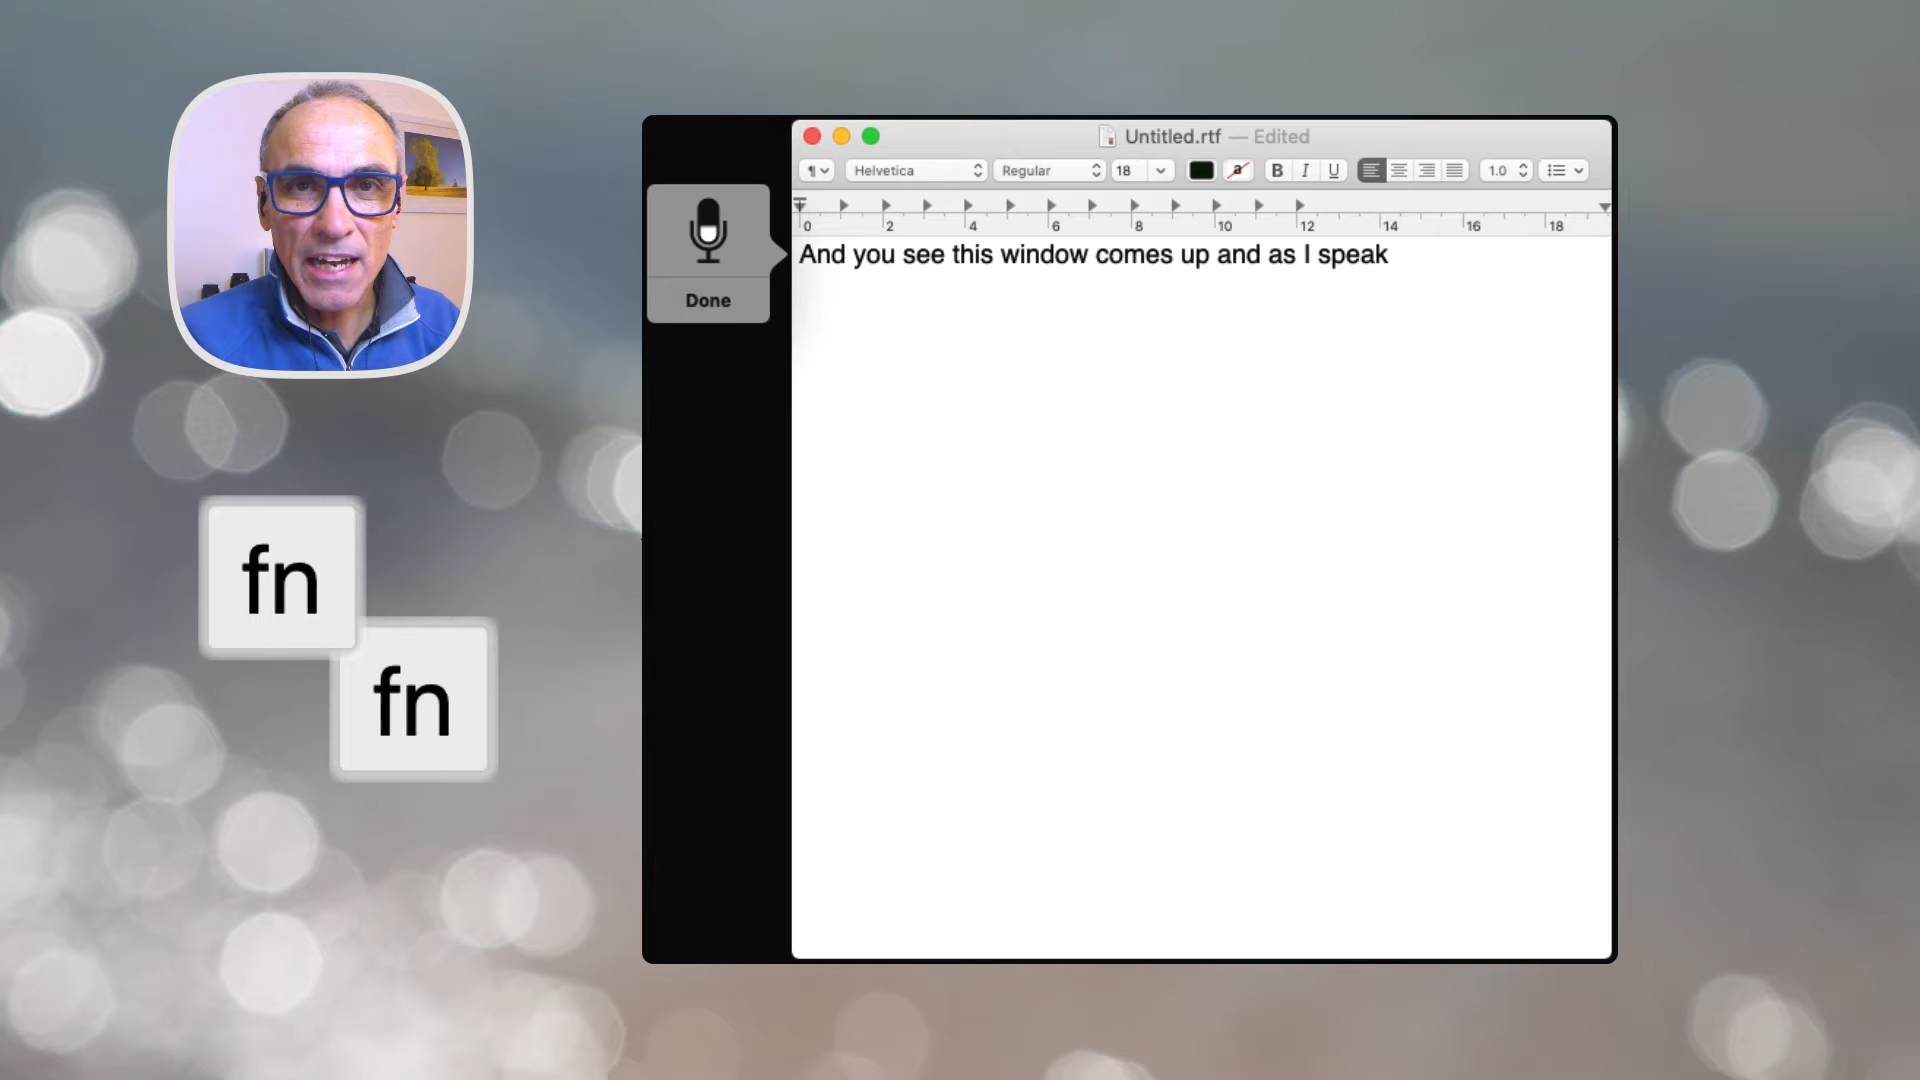 Untitled.rtf — Edited
Helvetica
Regular
18
a
B
I
U
1.0
0 2 4 6 8 10 12 14 16 18
And you see this window comes up and as I speak
Done
fn
fn